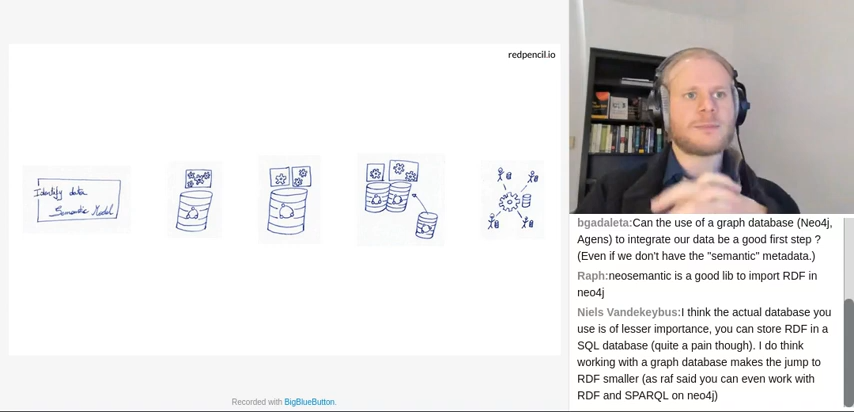 redpencil.io
Identify data
Semantic Model
Recorded with BigBlueButton.
bgadaleta:Can the use of a graph database (Neo4j,
Agens) to integrate our data be a good first step ?
(Even if we don't have the "semantic" metadata.)
Raph:neosemantic is a good lib to import RDF in
neo4j
Niels Vandekeybus:I think the actual database you
use is of lesser importance, you can store RDF in a
SQL database (quite a pain though). I do think
working with a graph database makes the jump to
RDF smaller (as raf said you can even work with
RDF and SPARQL on neo4j)